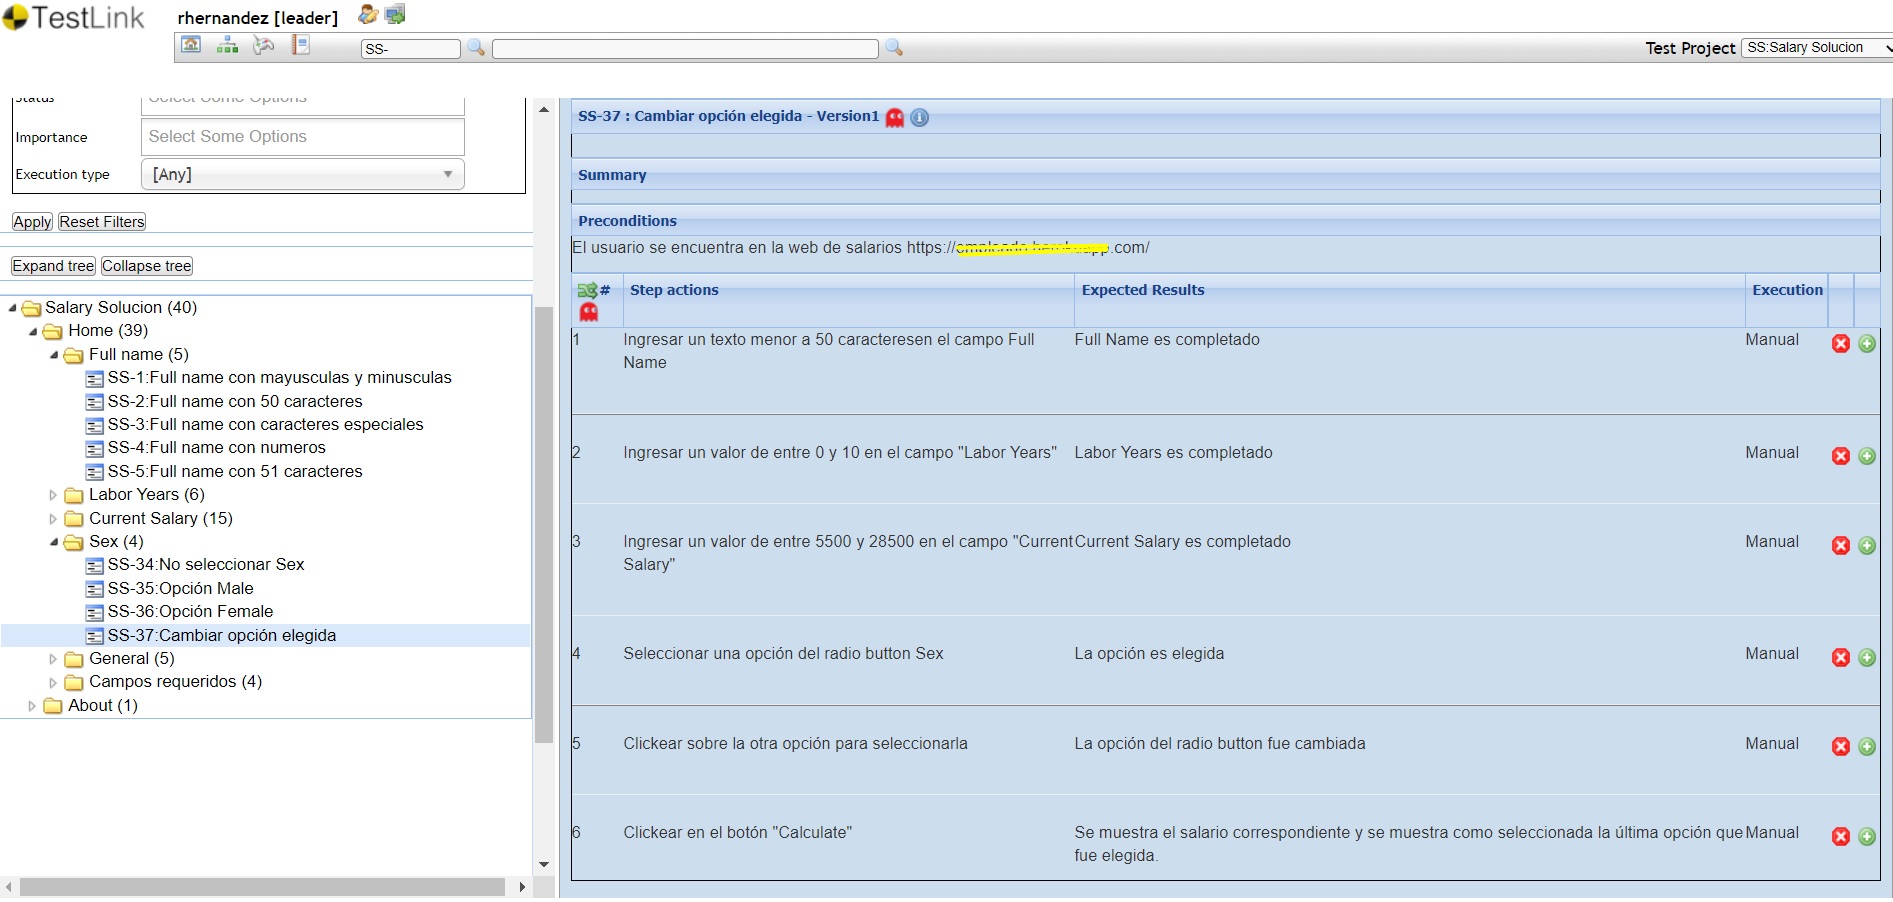 TestLink
rhernandez [leader]
SS-
Test Project SS:Salary Solucion
Status Select Some Options
Importance Select Some Options
Execution type [Any]
Apply Reset Filters
Expand tree Collapse tree
Salary Solucion (40)
Home (39)
Full name (5)
SS-1:Full name con mayusculas y minusculas
SS-2:Full name con 50 caracteres
SS-3:Full name con caracteres especiales
SS-4:Full name con numeros
SS-5:Full name con 51 caracteres
Labor Years (6)
Current Salary (15)
Sex (4)
SS-34:No seleccionar Sex
SS-35:Opción Male
SS-36:Opción Female
SS-37:Cambiar opción elegida
General (5)
Campos requeridos (4)
About (1)
SS-37 : Cambiar opción elegida - Version1
Summary
Preconditions
El usuario se encuentra en la web de salarios https:// .com/
# Step actions Expected Results Execution
1 Ingresar un texto menor a 50 caracteresen el campo Full Full Name es completado Manual
Name
2 Ingresar un valor de entre 0 y 10 en el campo "Labor Years" Labor Years es completado Manual
3 Ingresar un valor de entre 5500 y 28500 en el campo "Current Current Salary es completado Manual
Salary"
4 Seleccionar una opción del radio button Sex La opción es elegida Manual
5 Clickear sobre la otra opción para seleccionarla La opción del radio button fue cambiada Manual
6 Clickear en el botón "Calculate" Se muestra el salario correspondiente y se muestra como seleccionada la última opción que Manual
fue elegida.